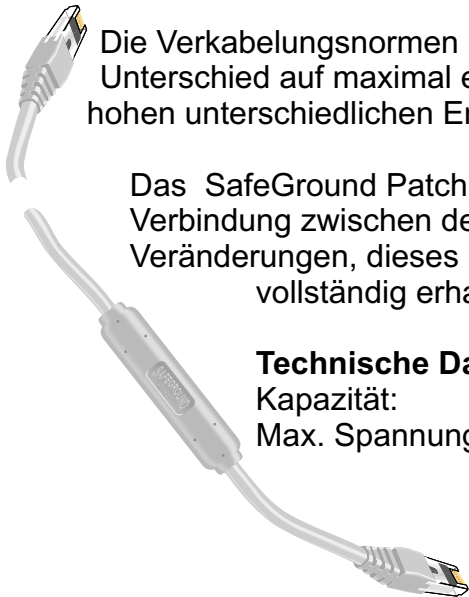 Die Verkabelungsnormen
Unterschied auf maximal e
hohen unterschiedlichen Er
Das SafeGround Patch
Verbindung zwischen de
Veränderungen, dieses
vollständig erha
Technische Da
Kapazität:
Max. Spannung
SAFEGROUND